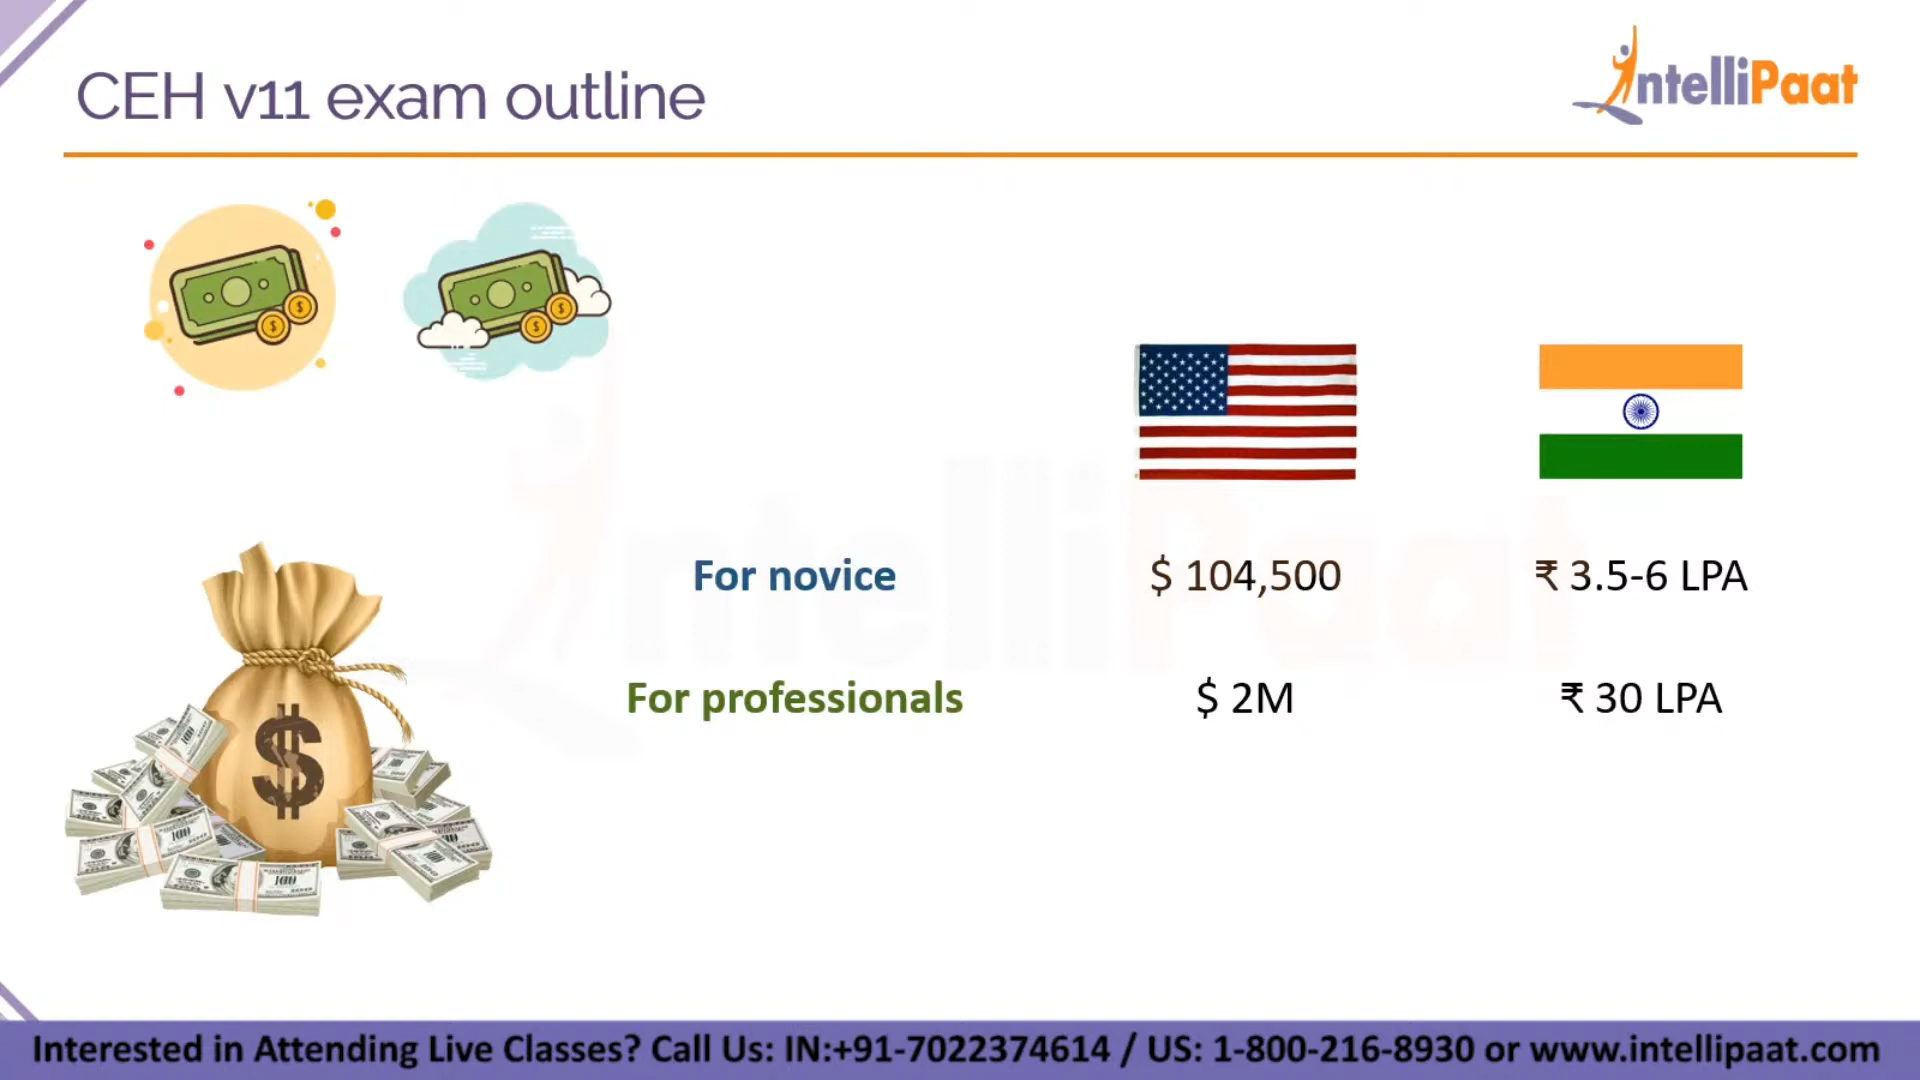 CEH v11 exam outline
IntelliPaat
For novice $ 104,500 ₹ 3.5-6 LPA
For professionals $ 2M ₹ 30 LPA
Interested in Attending Live Classes? Call Us: IN:+91-7022374614 / US: 1-800-216-8930 or www.intellipaat.com